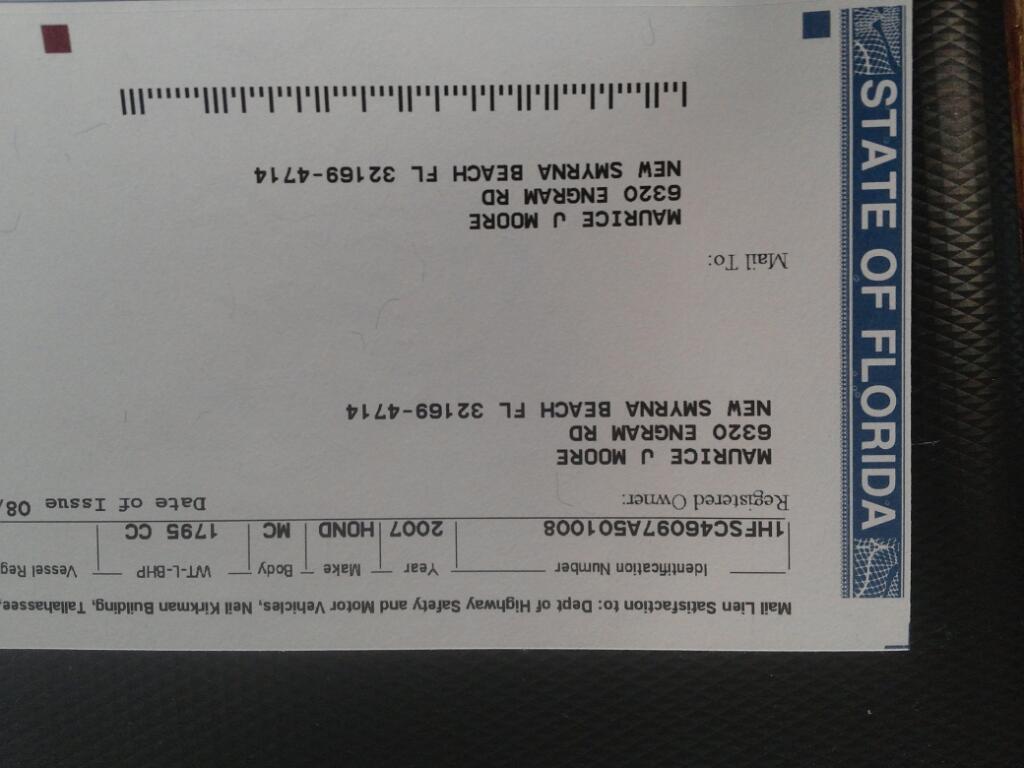 STATE OF FLORIDA
Mail Lien Satisfaction to: Dept of Highway Safety and Motor Vehicles, Neil Kirkman Building, Tallahassee,
Identification Number Year Make Body WT-L-BHP Vessel Reg
1HFSC46097A501008 2007 HOND MC 1795 CC
Registered Owner: Date of Issue 08/
MAURICE J MOORE
6320 ENGRAM RD
NEW SMYRNA BEACH FL 32169-4714
Mail To:
MAURICE J MOORE
6320 ENGRAM RD
NEW SMYRNA BEACH FL 32169-4714